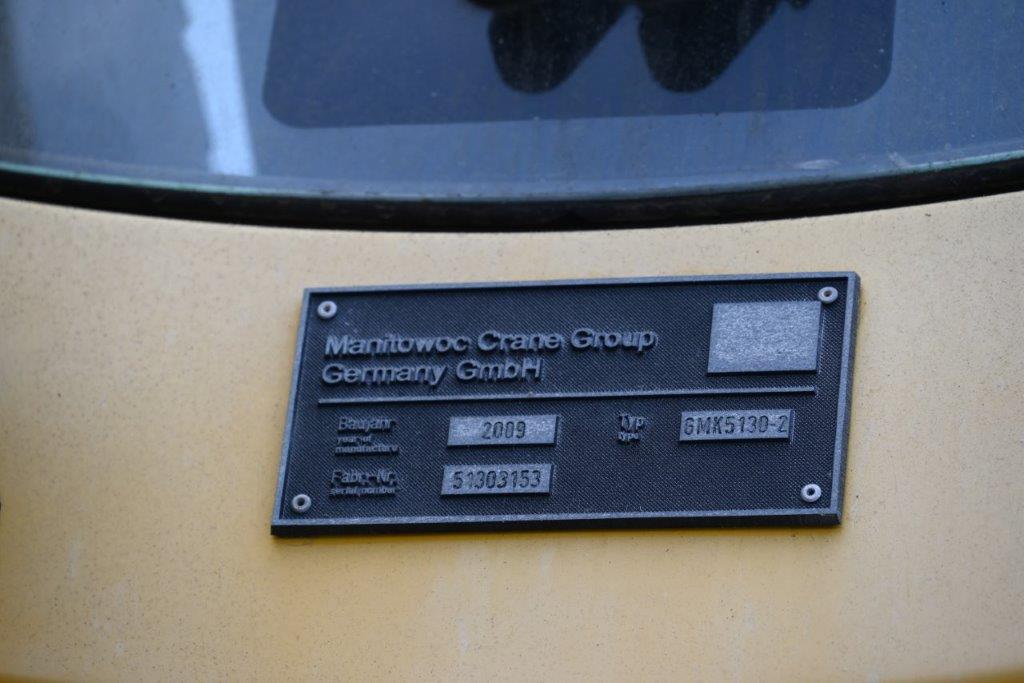 Manitowoc Crane Group
Germany GmbH
Baujahr
year of
manufacture
2009
Typ
type
GMK5130-2
Fabr.-Nr.
serial number
51303153